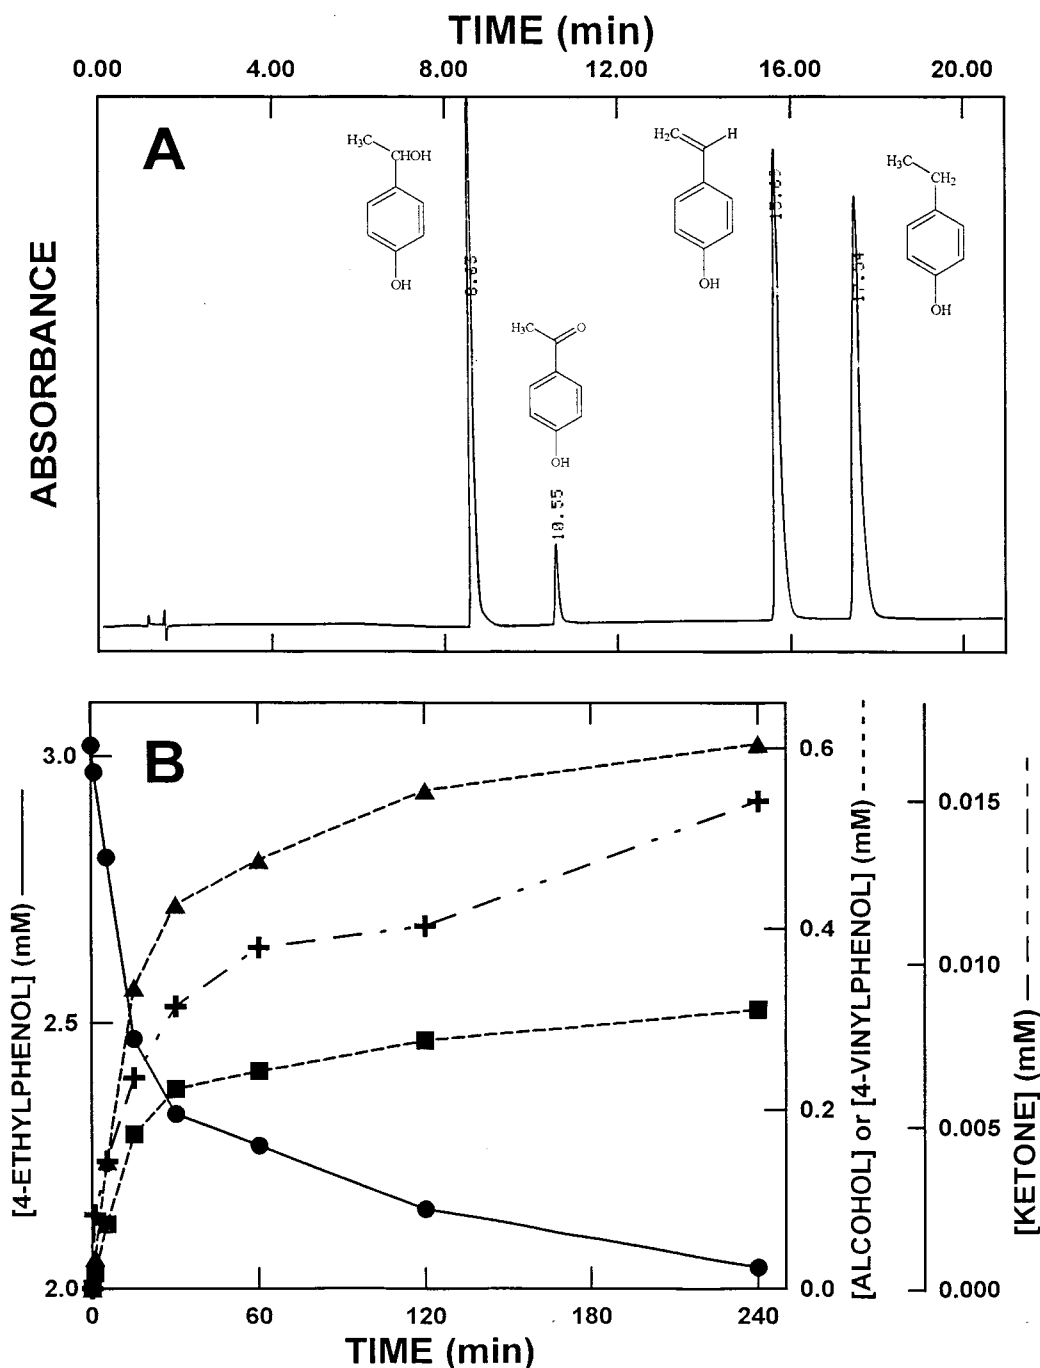 TIME (min)
0.00 4.00 8.00 12.00 16.00 20.00
A
ABSORBANCE
H₃C
CHOH
OH
H₃C
O
OH
10.55
H₂C
H
OH
H₃C
CH₂
OH
17.54
B
[4-ETHYLPHENOL] (mM)
3.0
2.5
2.0
0 60 120 180 240
TIME (min)
0.6
0.4
0.2
0.0
[ALCOHOL] or [4-VINYLPHENOL] (mM)
0.015
0.010
0.005
0.000
[KETONE] (mM)